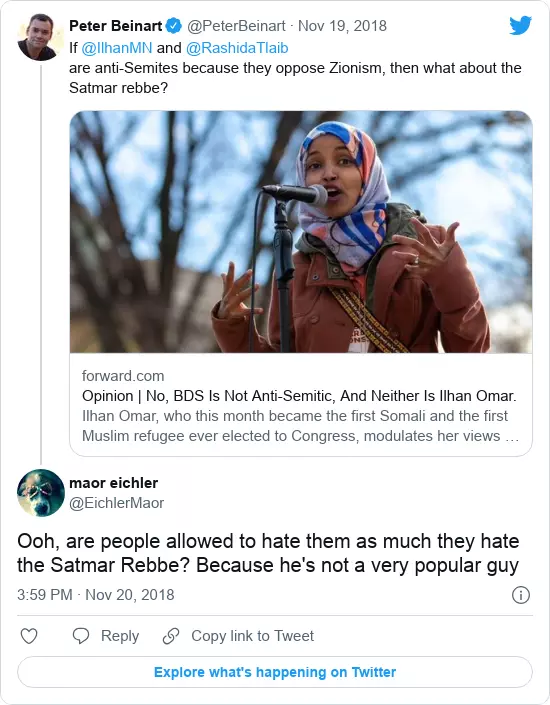 Peter Beinart @PeterBeinart · Nov 19, 2018
If @IlhanMN and @RashidaTlaib
are anti-Semites because they oppose Zionism, then what about the
Satmar rebbe?
forward.com
Opinion | No, BDS Is Not Anti-Semitic, And Neither Is Ilhan Omar.
Ilhan Omar, who this month became the first Somali and the first
Muslim refugee ever elected to Congress, modulates her views …
maor eichler
@EichlerMaor
Ooh, are people allowed to hate them as much they hate
the Satmar Rebbe? Because he's not a very popular guy
3:59 PM · Nov 20, 2018
Reply Copy link to Tweet
Explore what's happening on Twitter